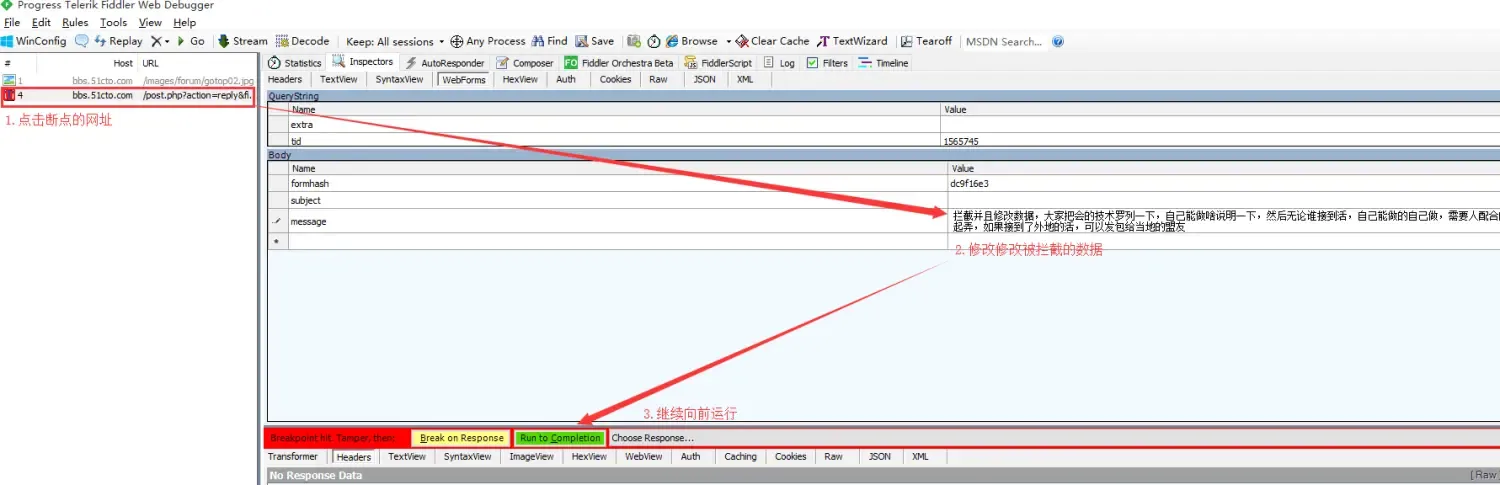 Progress Telerik Fiddler Web Debugger
File Edit Rules Tools View Help
WinConfig Replay Go Stream Decode Keep: All sessions Any Process Find Save Browse Clear Cache TextWizard Tearoff MSDN Search...
# Host URL
Statistics Inspectors AutoResponder Composer FO Fiddler Orchestra Beta FiddlerScript Log Filters Timeline
1 bbs.51cto.com /images/forum/gotop02.jpg
Headers TextView SyntaxView WebForms HexView Auth Cookies Raw JSON XML
4 bbs.51cto.com /post.php?action=reply&fi.
QueryString
Name Value
1.点击断点的网址
extra
tid 1565745
Body
Name Value
formhash dc9f16e3
subject
message
拦截并且修改数据，大家把会的技术罗列一下，自己能做啥说明一下，然后无论谁接到活，自己能做的自己做，需要人配合
起弄，如果接到了外地的活，可以发包给当地的盟友
*
2.修改修改被拦截的数据
3.继续向前运行
Breakpoint hit. Tamper, then: Break on Response Run to Completion Choose Response...
Transformer Headers TextView SyntaxView ImageView HexView WebView Auth Caching Cookies Raw JSON XML
No Response Data [Raw